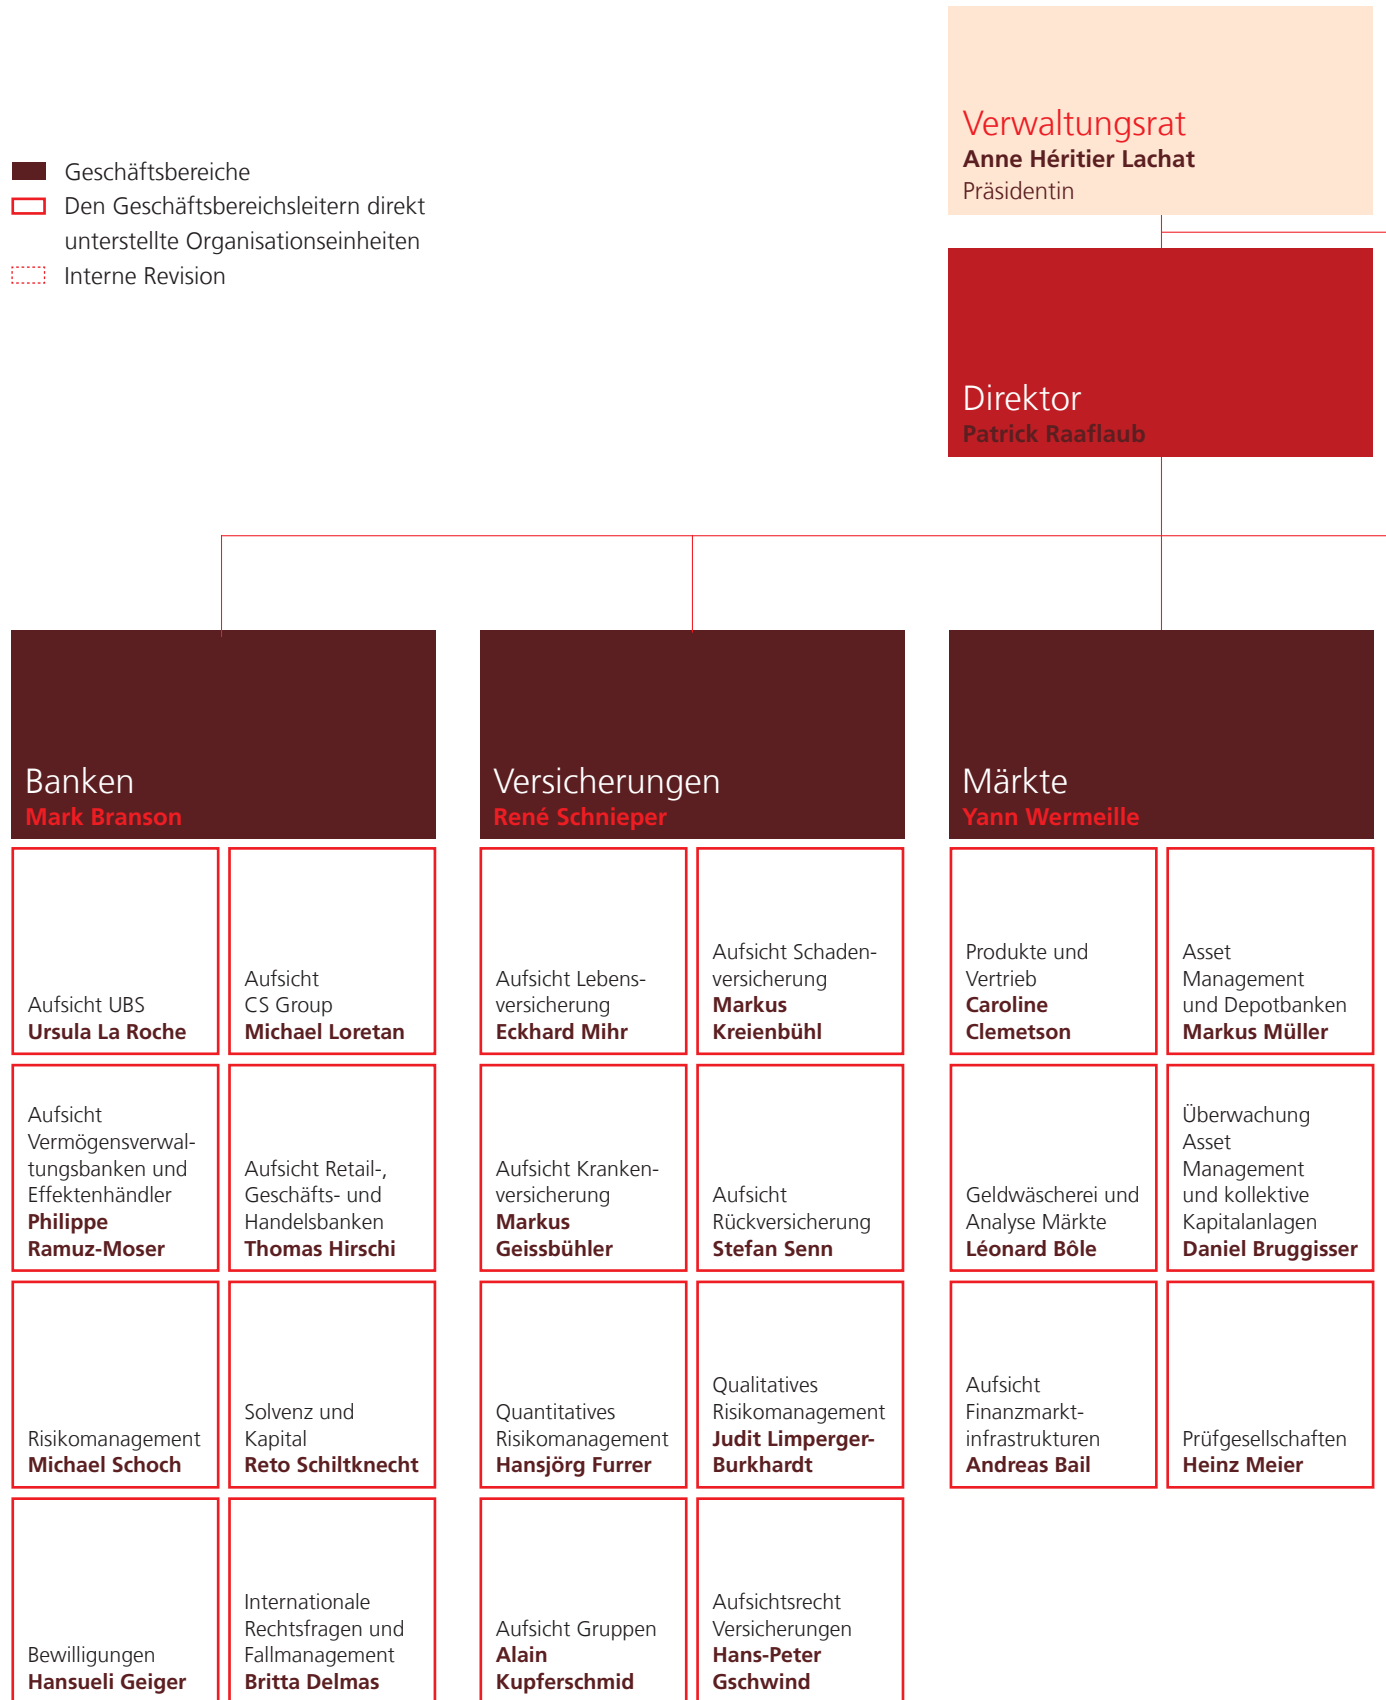 Verwaltungsrat
Anne Héritier Lachat
Präsidentin
Geschäftsbereiche
Den Geschäftsbereichsleitern direkt
unterstellte Organisationseinheiten
Interne Revision
Direktor
Patrick Raaflaub
Banken
Mark Branson
Aufsicht UBS
Ursula La Roche
Aufsicht
CS Group
Michael Loretan
Aufsicht
Vermögensverwal-
tungsbanken und
Effektenhändler
Philippe
Ramuz-Moser
Aufsicht Retail-,
Geschäfts- und
Handelsbanken
Thomas Hirschi
Risikomanagement
Michael Schoch
Solvenz und
Kapital
Reto Schiltknecht
Bewilligungen
Hansueli Geiger
Internationale
Rechtsfragen und
Fallmanagement
Britta Delmas
Versicherungen
René Schnieper
Aufsicht Lebens-
versicherung
Eckhard Mihr
Aufsicht Schaden-
versicherung
Markus
Kreienbühl
Aufsicht Kranken-
versicherung
Markus
Geissbühler
Aufsicht
Rückversicherung
Stefan Senn
Quantitatives
Risikomanagement
Hansjörg Furrer
Qualitatives
Risikomanagement
Judit Limperger-
Burkhardt
Aufsicht Gruppen
Alain
Kupferschmid
Aufsichtsrecht
Versicherungen
Hans-Peter
Gschwind
Märkte
Yann Wermeille
Produkte und
Vertrieb
Caroline
Clemetson
Asset
Management
und Depotbanken
Markus Müller
Geldwäscherei und
Analyse Märkte
Léonard Bôle
Überwachung
Asset
Management
und kollektive
Kapitalanlagen
Daniel Bruggisser
Aufsicht
Finanzmarkt-
infrastrukturen
Andreas Bail
Prüfgesellschaften
Heinz Meier